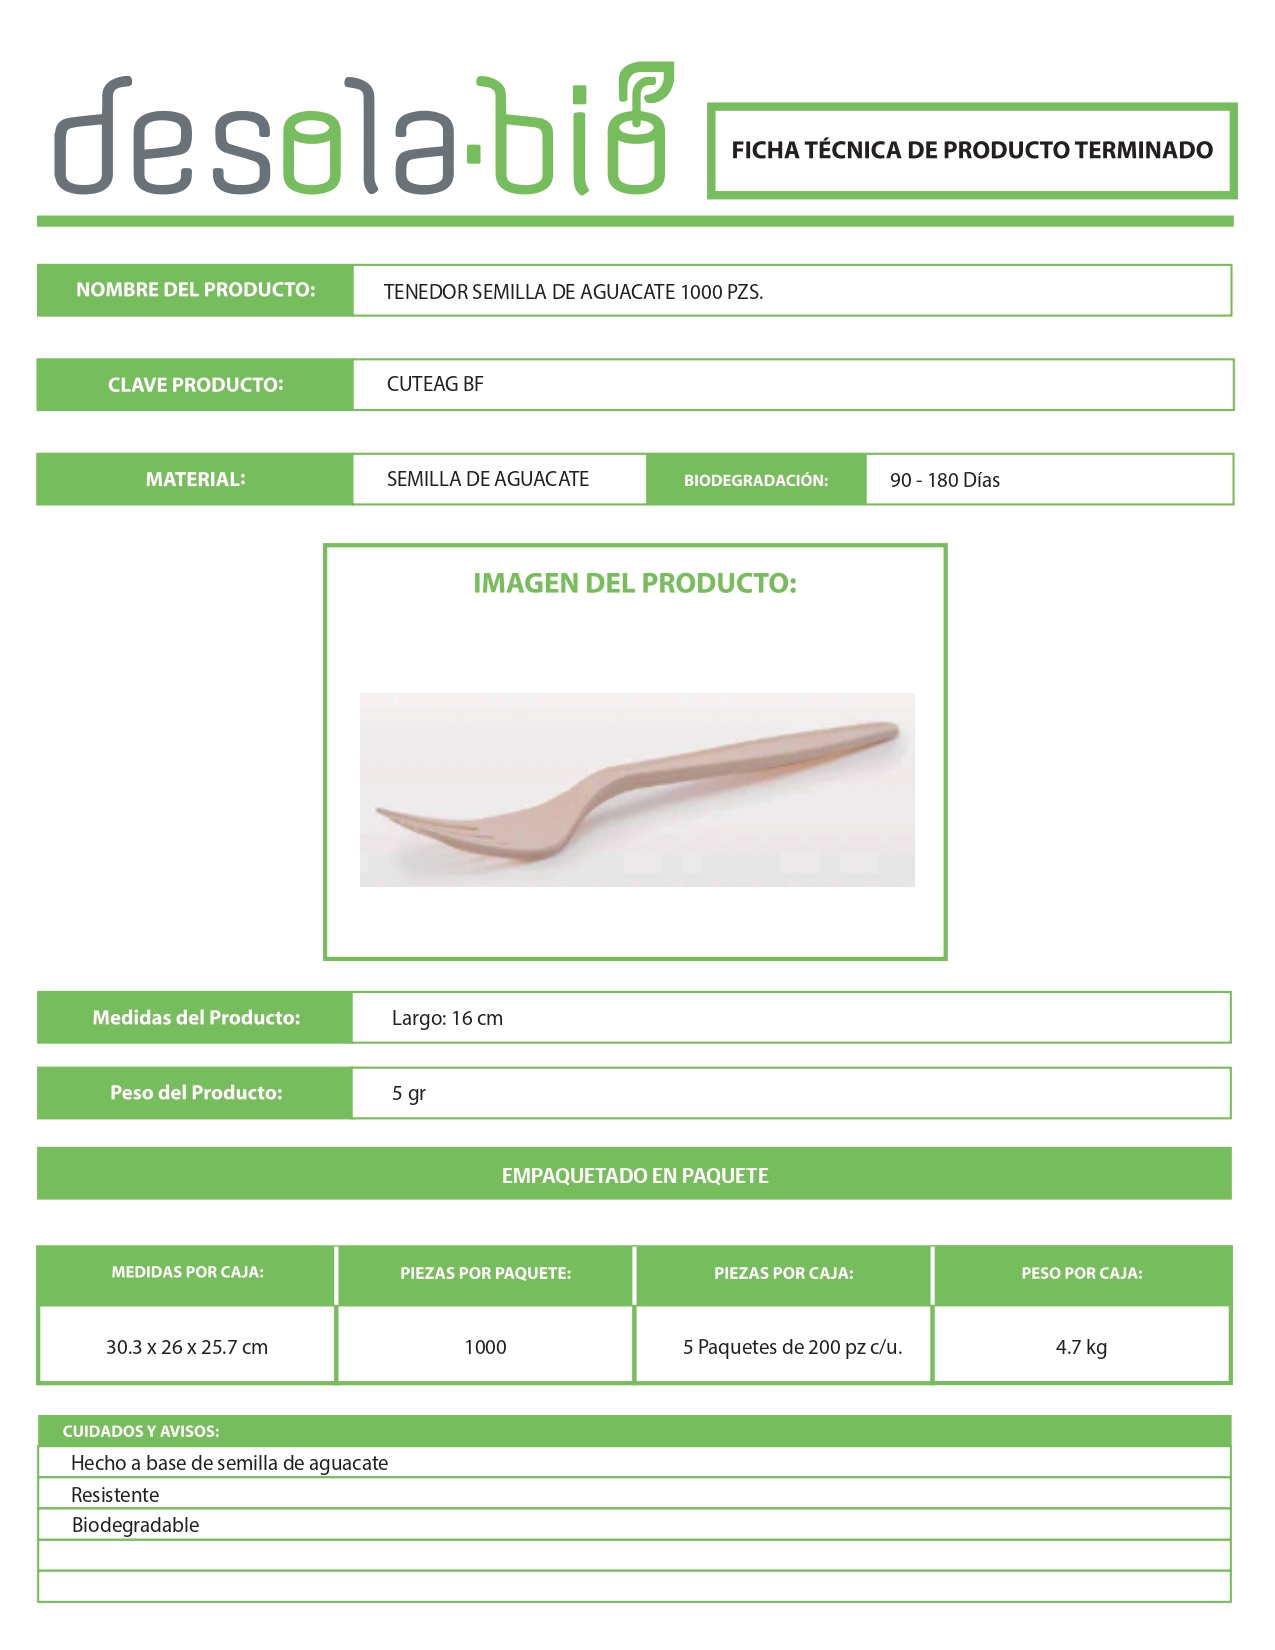 desola.bio
FICHA TÉCNICA DE PRODUCTO TERMINADO
NOMBRE DEL PRODUCTO:
TENEDOR SEMILLA DE AGUACATE 1000 PZS.
CLAVE PRODUCTO:
CUTEAG BF
MATERIAL:
SEMILLA DE AGUACATE
BIODEGRADACIÓN:
90 - 180 Días
IMAGEN DEL PRODUCTO:
Medidas del Producto:
Largo: 16 cm
Peso del Producto:
5 gr
EMPAQUETADO EN PAQUETE
MEDIDAS POR CAJA:
PIEZAS POR PAQUETE:
PIEZAS POR CAJA:
PESO POR CAJA:
30.3 x 26 x 25.7 cm
1000
5 Paquetes de 200 pz c/u.
4.7 kg
CUIDADOS Y AVISOS:
Hecho a base de semilla de aguacate
Resistente
Biodegradable